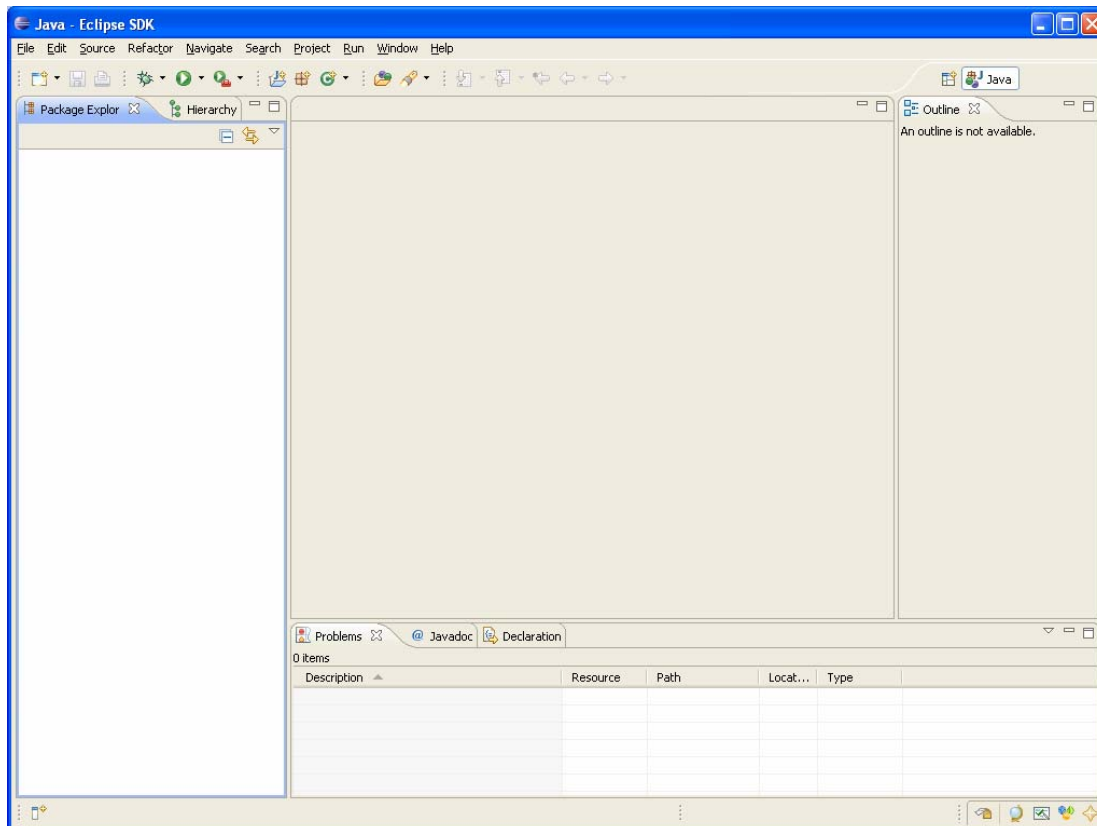 Java - Eclipse SDK
File Edit Source Refactor Navigate Search Project Run Window Help
Java
Package Explor Hierarchy
Outline
An outline is not available.
Problems @ Javadoc Declaration
0 items
Description Resource Path Locat... Type